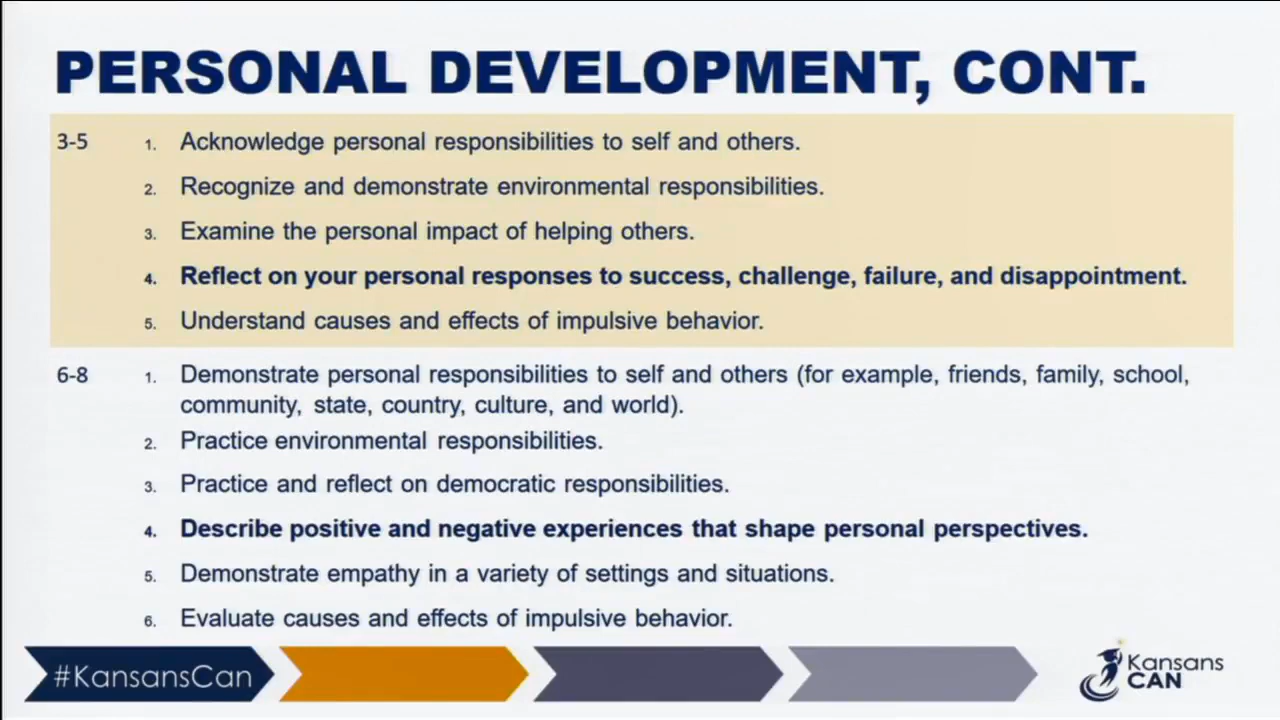 PERSONAL DEVELOPMENT, CONT.
3-5 1. Acknowledge personal responsibilities to self and others.
2. Recognize and demonstrate environmental responsibilities.
3. Examine the personal impact of helping others.
4. Reflect on your personal responses to success, challenge, failure, and disappointment.
5. Understand causes and effects of impulsive behavior.
6-8 1. Demonstrate personal responsibilities to self and others (for example, friends, family, school,
community, state, country, culture, and world).
2. Practice environmental responsibilities.
3. Practice and reflect on democratic responsibilities.
4. Describe positive and negative experiences that shape personal perspectives.
5. Demonstrate empathy in a variety of settings and situations.
6. Evaluate causes and effects of impulsive behavior.
#KansansCan
Kansans
CAN